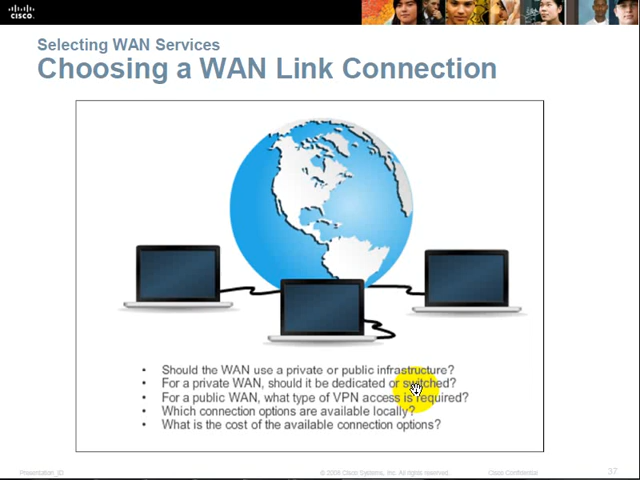 CISCO
Selecting WAN Services
Choosing a WAN Link Connection
• Should the WAN use a private or public infrastructure?
• For a private WAN, should it be dedicated or switched?
• For a public WAN, what type of VPN access is required?
• Which connection options are available locally?
• What is the cost of the available connection options?
Presentation_ID © 2008 Cisco Systems, Inc. All rights reserved. Cisco Confidential 37